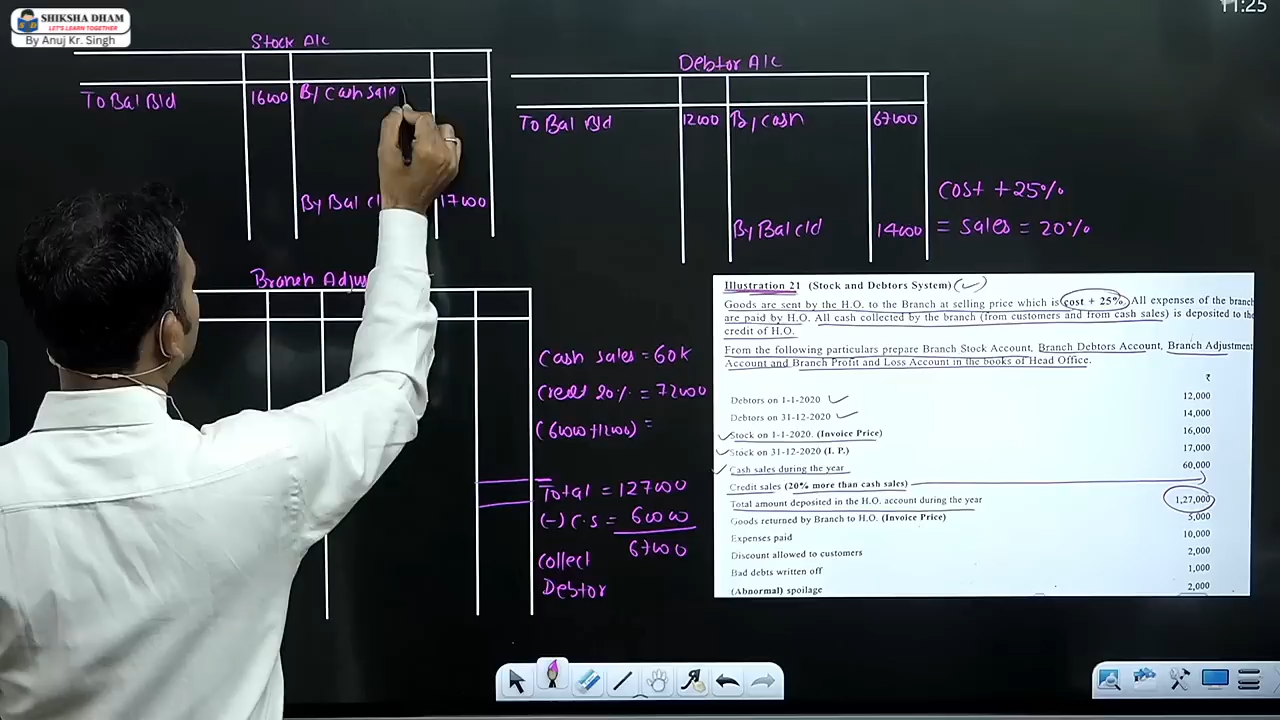 SHIKSHA DHAM
LET'S LEARN TOGETHER
By Anuj Kr. Singh
11:25
Stock A/c
To Bal B/d 16000 B/ Cash sale
By Bal c 17000
Debtor A/c
To Bal B/d 12000 B/ cash 67000
By Bal c/d 14000
cost + 25%
= sales = 20%
Branch Adju
Cash sales = 60k
Credit 20% = 72000
(60000+12000) =
Total = 127000
(-) C.S = 60000
67000
Collect
Debtor
Illustration 21 (Stock and Debtors System)
Goods are sent by the H.O. to the Branch at selling price which is cost + 25% All expenses of the branch
are paid by H.O. All cash collected by the branch (from customers and from cash sales) is deposited to the
credit of H.O.
From the following particulars prepare Branch Stock Account, Branch Debtors Account, Branch Adjustment
Account and Branch Profit and Loss Account in the books of Head Office.
₹
Debtors on 1-1-2020 12,000
Debtors on 31-12-2020 14,000
Stock on 1-1-2020. (Invoice Price) 16,000
Stock on 31-12-2020 (I. P.) 17,000
Cash sales during the year 60,000
Credit sales (20% more than cash sales)
Total amount deposited in the H.O. account during the year 1,27,000
Goods returned by Branch to H.O. (Invoice Price) 5,000
Expenses paid 10,000
Discount allowed to customers 2,000
Bad debts written off 1,000
(Abnormal) spoilage 2,000